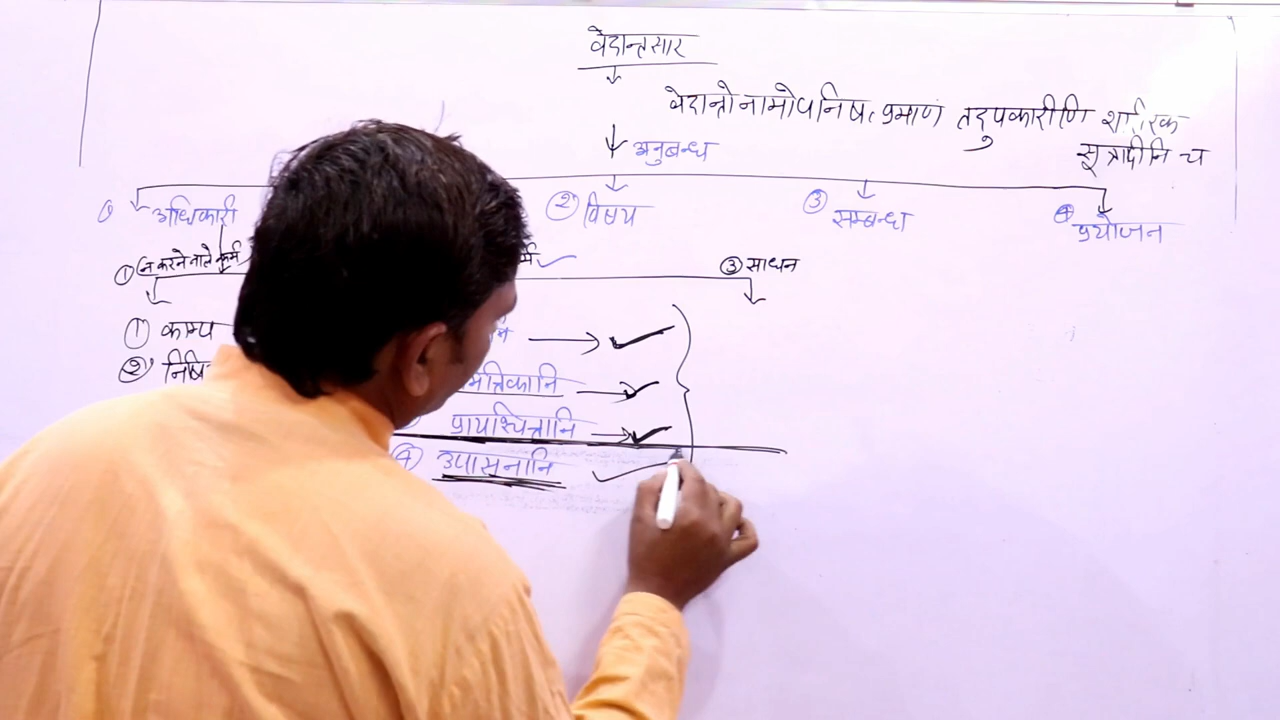 वेदान्तसार
वेदान्तोनामोपनिषत्प्रमाणं तदुपकारीणि शारीरक
सूत्रादीनि च
अनुबन्ध
① अधिकारी ② विषय ③ सम्बन्ध ④ प्रयोजन
① न करने वाले कर्म ③ साधन
① काम्य
②
प्रायश्चित्तानि
④ उपासनानि